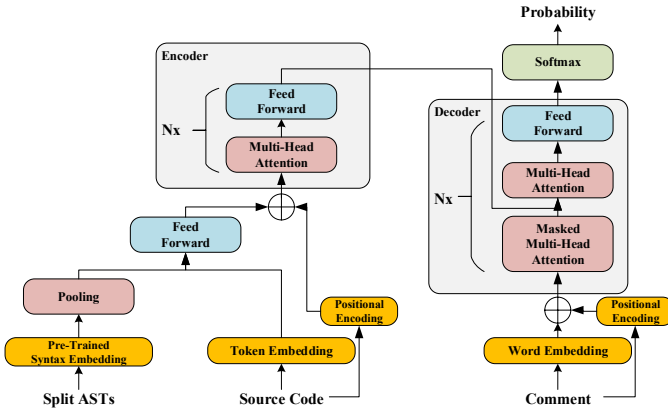 Probability
Encoder
Softmax
Feed
Forward
Nx
Multi-Head
Attention
Decoder
Feed
Forward
Multi-Head
Attention
Nx
Masked
Multi-Head
Attention
Feed
Forward
Pooling
Positional
Encoding
Positional
Encoding
Pre-Trained
Syntax Embedding
Token Embedding
Word Embedding
Split ASTs
Source Code
Comment